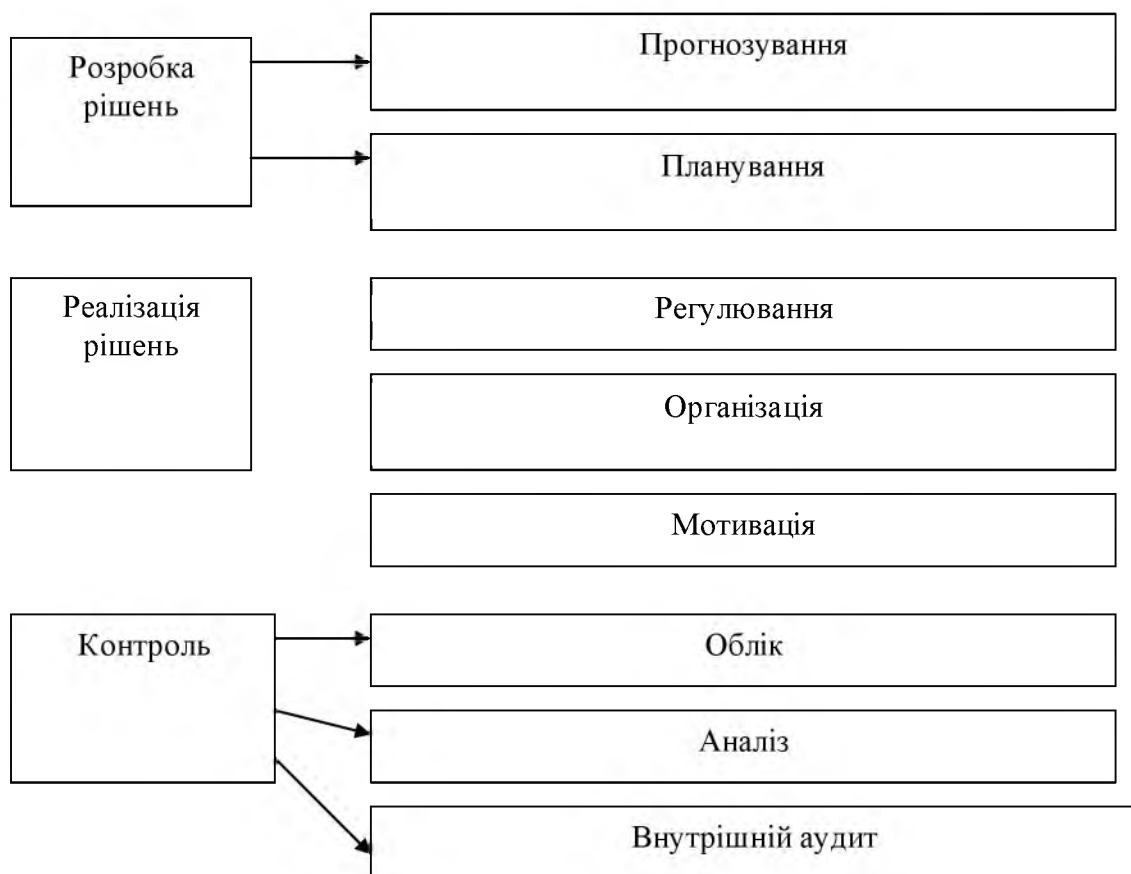 Розробка
рішень
Прогнозування
Планування
Реалізація
рішень
Регулювання
Організація
Мотивація
Контроль
Облік
Аналіз
Внутрішній аудит